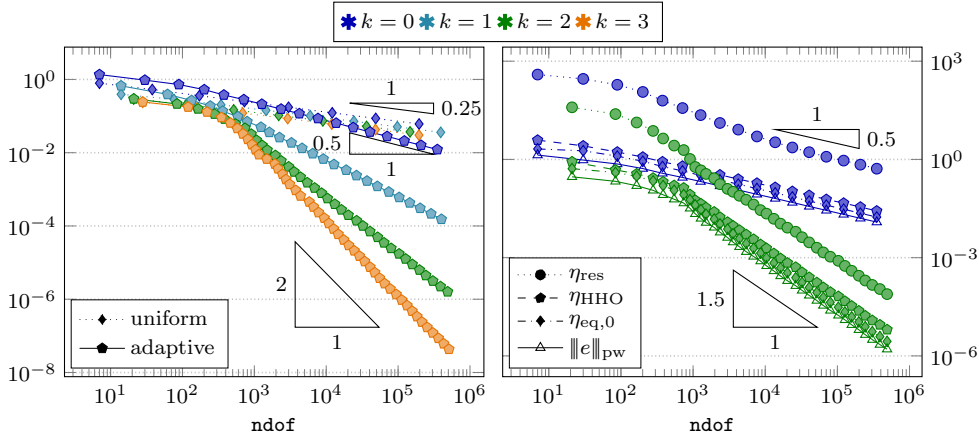 k = 0 k = 1 k = 2 k = 3
10^0
10^{-2}
10^{-4}
10^{-6}
10^{-8}
10^1 10^2 10^3 10^4 10^5 10^6
ndof
1
0.25
0.5
1
2
1
uniform
adaptive
10^3
10^0
10^{-3}
10^{-6}
10^1 10^2 10^3 10^4 10^5 10^6
ndof
1
0.5
1.5
1
η_res
η_HHO
η_eq,0
⦀e⦀_pw